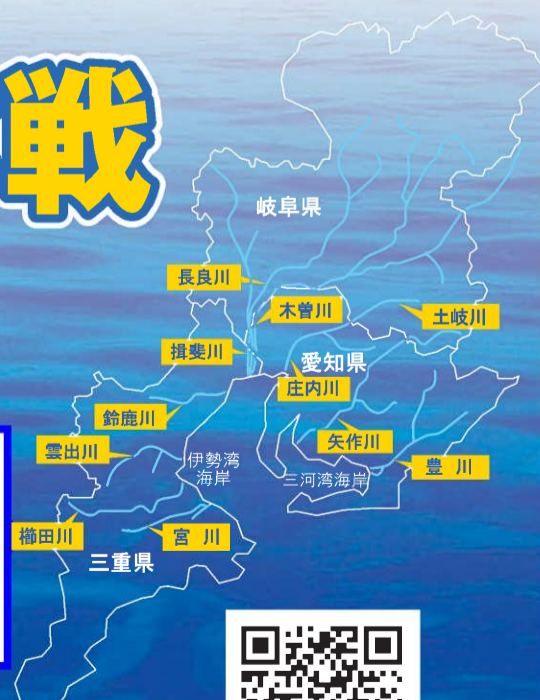 戦
岐阜県
長良川
木曽川
土岐川
揖斐川
愛知県
庄内川
鈴鹿川
矢作川
雲出川
伊勢湾
海岸
豊 川
三河湾海岸
櫛田川
宮 川
三重県